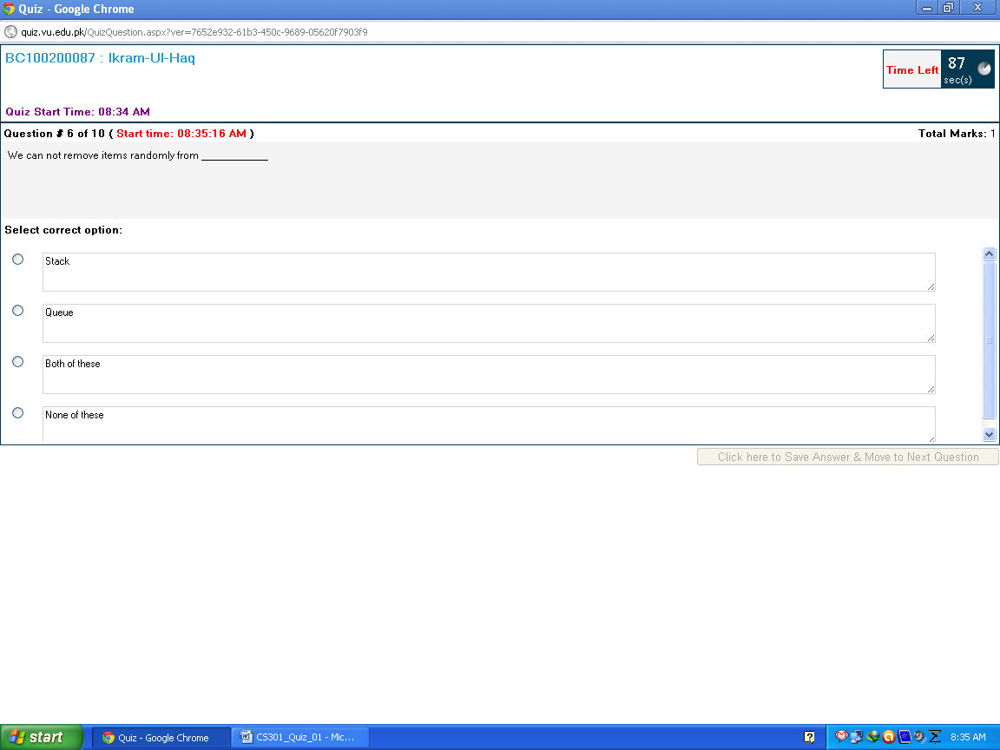 Quiz - Google Chrome
quiz.vu.edu.pk/QuizQuestion.aspx?ver=7652e932-61b3-450c-9689-05620f7903f9
BC100200087 : Ikram-Ul-Haq
Time Left 87 sec(s)
Quiz Start Time: 08:34 AM
Question # 6 of 10 ( Start time: 08:35:16 AM ) Total Marks: 1
We can not remove items randomly from ____________
Select correct option:
Stack
Queue
Both of these
None of these
Click here to Save Answer & Move to Next Question
start Quiz - Google Chrome CS301_Quiz_01 - Mic... 8:35 AM